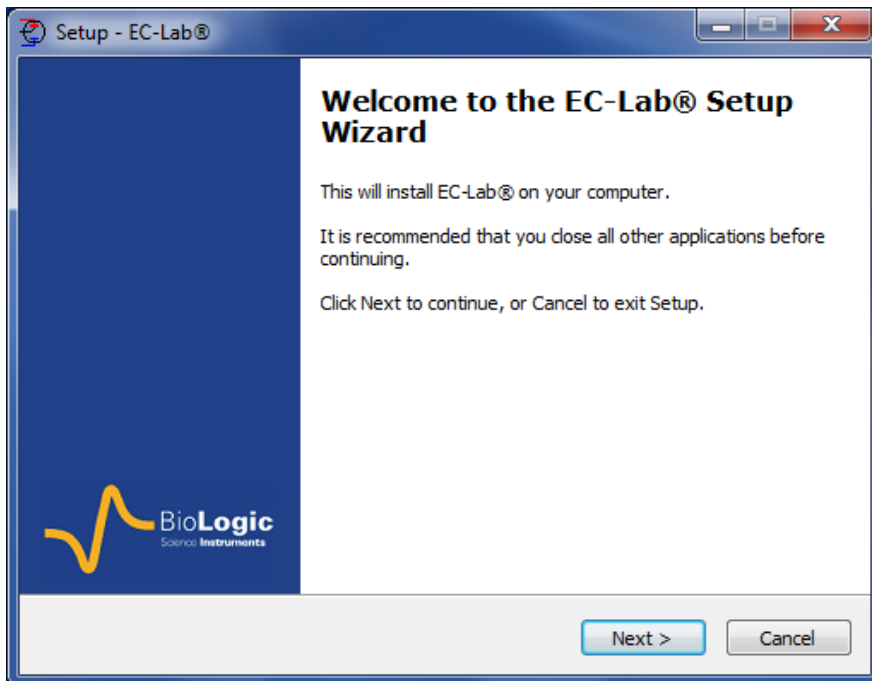 Setup - EC-Lab®
Welcome to the EC-Lab® Setup
Wizard
This will install EC-Lab® on your computer.
It is recommended that you close all other applications before
continuing.
Click Next to continue, or Cancel to exit Setup.
BioLogic
Science Instruments
Next >
Cancel